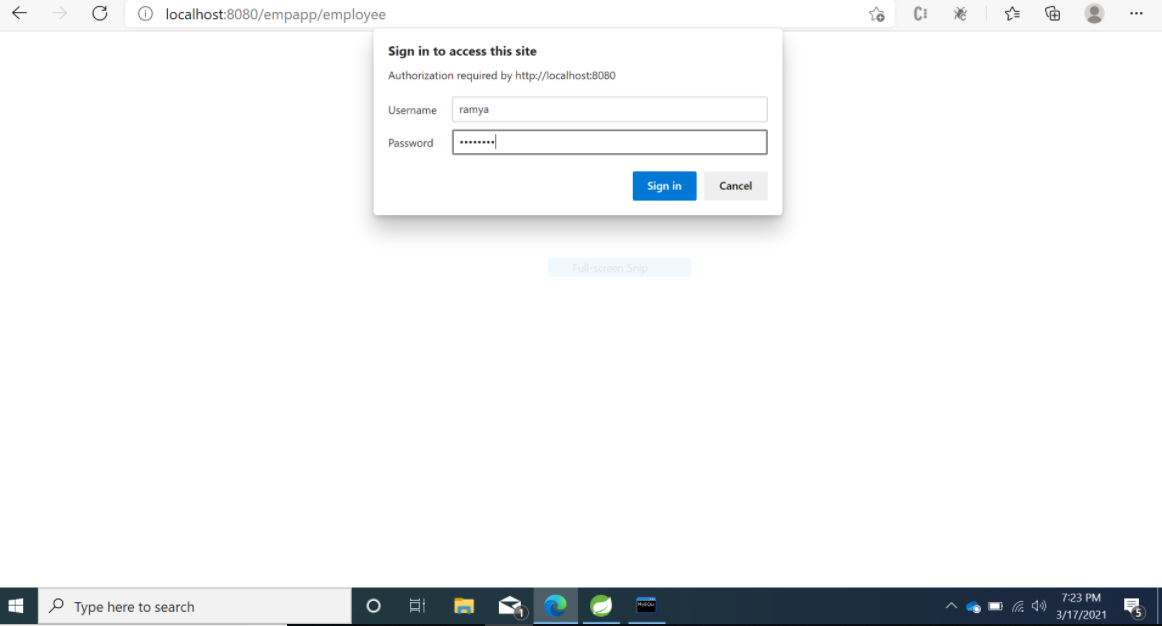 localhost:8080/empapp/employee
Sign in to access this site
Authorization required by http://localhost:8080
Username
ramya
Password
••••••••
Sign in
Cancel
Full-screen Snip
Type here to search
1
MySQL
7:23 PM
3/17/2021
5